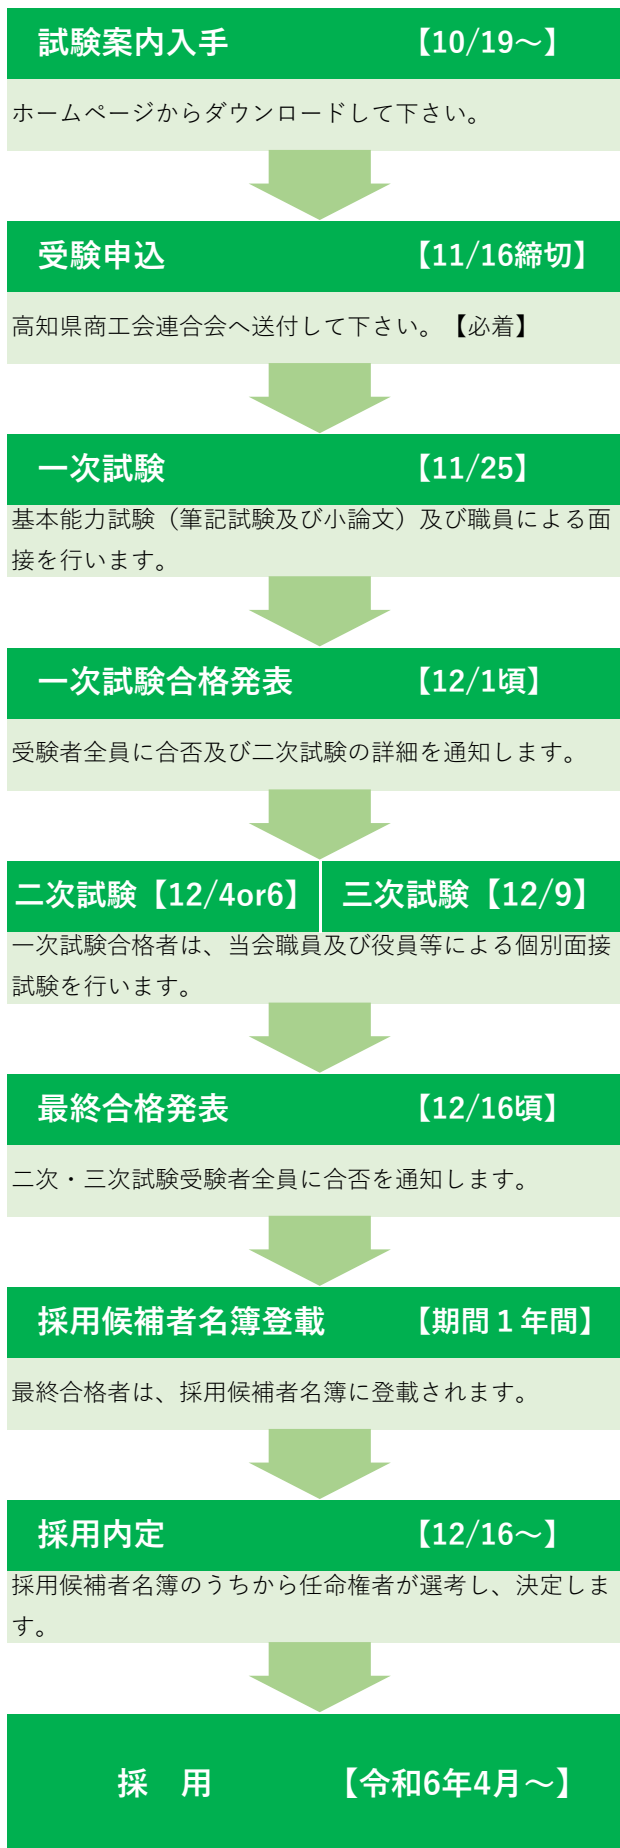 試験案内入手　【10/19～】
ホームページからダウンロードして下さい。
受験申込　【11/16締切】
高知県商工会連合会へ送付して下さい。【必着】
一次試験　【11/25】
基本能力試験（筆記試験及び小論文）及び職員による面
接を行います。
一次試験合格発表　【12/1頃】
受験者全員に合否及び二次試験の詳細を通知します。
二次試験【12/4or6】　三次試験【12/9】
一次試験合格者は、当会職員及び役員等による個別面接
試験を行います。
最終合格発表　【12/16頃】
二次・三次試験受験者全員に合否を通知します。
採用候補者名簿登載　【期間１年間】
最終合格者は、採用候補者名簿に登載されます。
採用内定　【12/16～】
採用候補者名簿のうちから任命権者が選考し、決定しま
す。
採　用　【令和6年4月～】